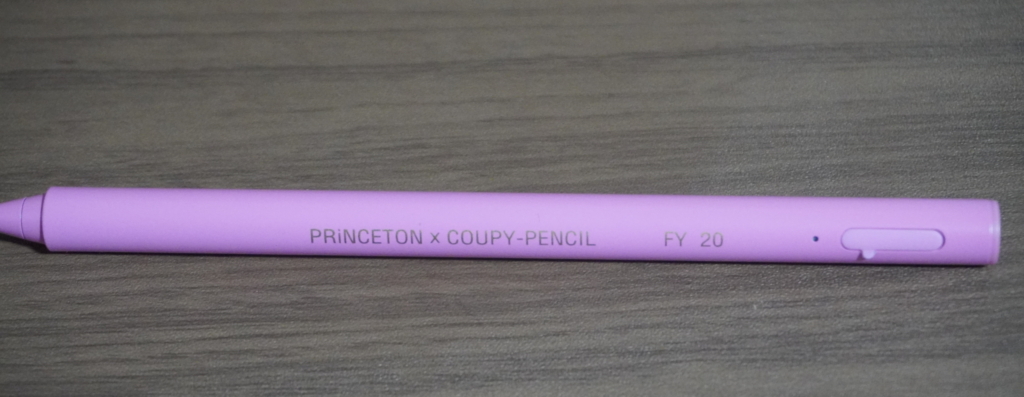 PRiNCETON x COUPY-PENCIL FY 20